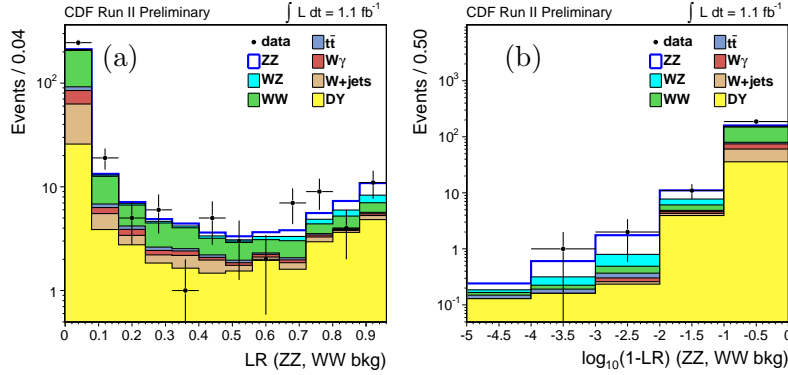 CDF Run II Preliminary ∫ L dt = 1.1 fb⁻¹
(a)
Events / 0.04
data
ZZ
WZ
WW
tt̄
Wγ
W+jets
DY
10²
10
1
0 0.1 0.2 0.3 0.4 0.5 0.6 0.7 0.8 0.9
LR (ZZ, WW bkg)
CDF Run II Preliminary ∫ L dt = 1.1 fb⁻¹
(b)
Events / 0.50
data
ZZ
WZ
WW
tt̄
Wγ
W+jets
DY
10³
10²
10
1
10⁻¹
-5 -4.5 -4 -3.5 -3 -2.5 -2 -1.5 -1 -0.5 0
log₁₀(1-LR) (ZZ, WW bkg)